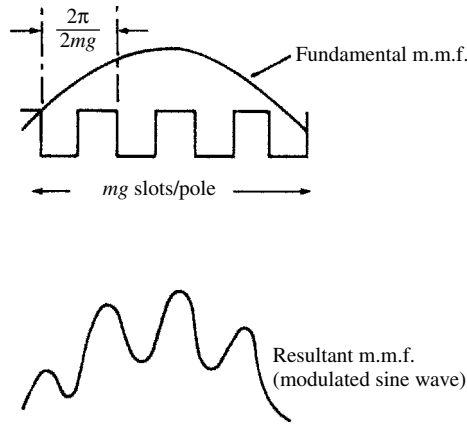 2π
2mg
Fundamental m.m.f.
mg slots/pole
Resultant m.m.f.
(modulated sine wave)